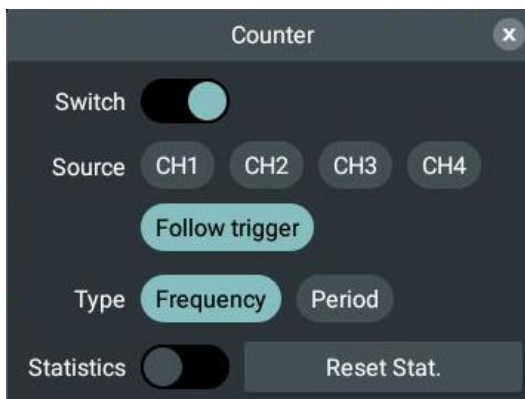 Counter
x
Switch
Source CH1 CH2 CH3 CH4
Follow trigger
Type Frequency Period
Statistics Reset Stat.